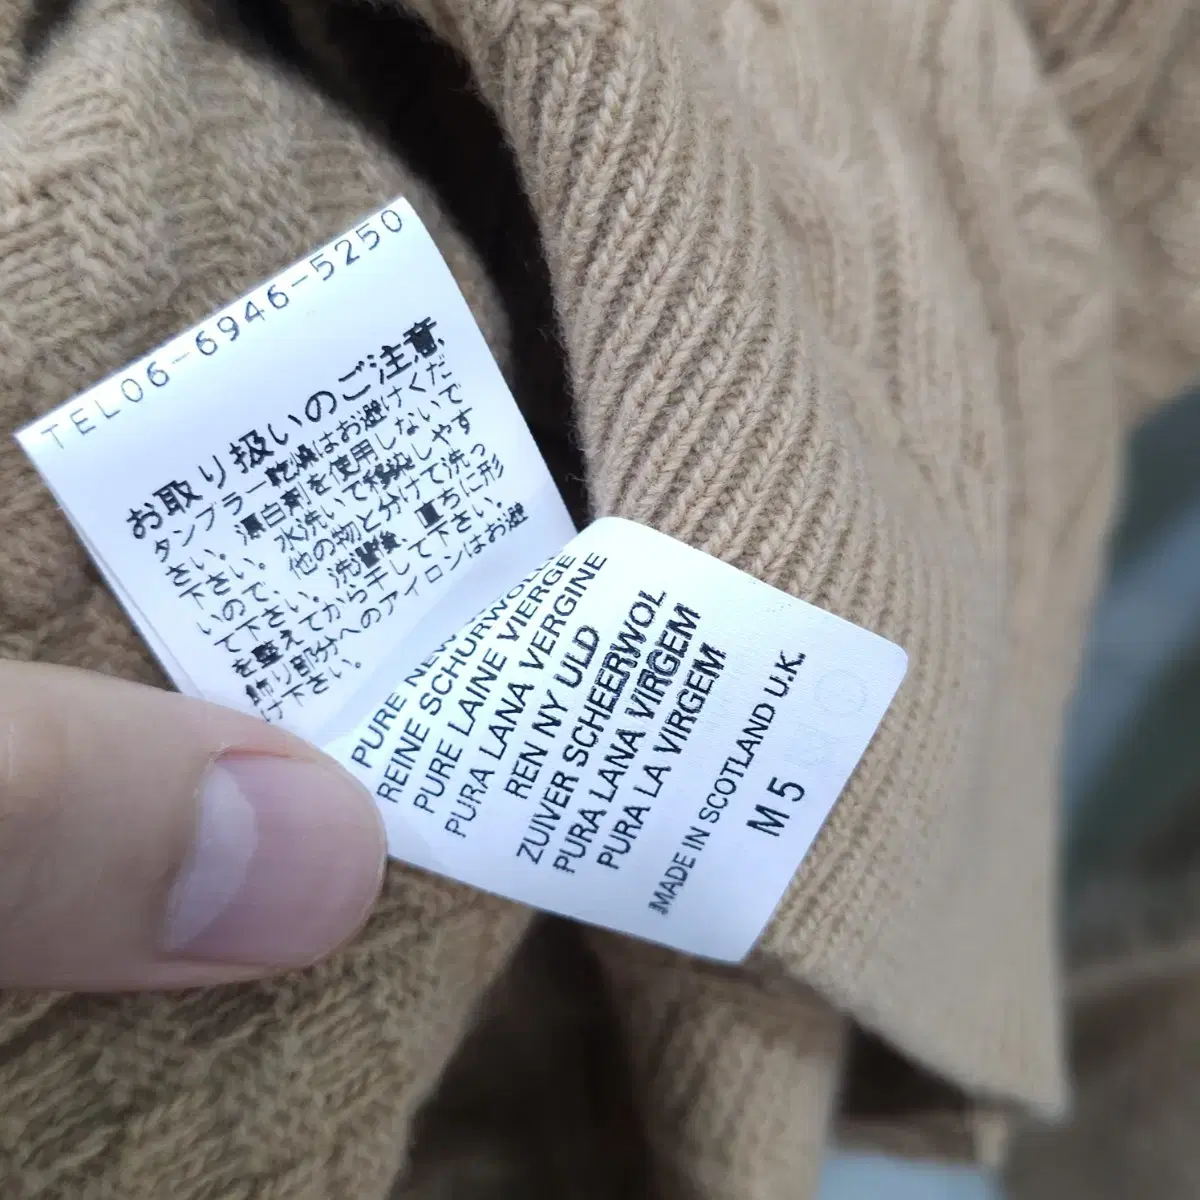 TEL06-6946-5250
お取り扱いのご注意
タンブラー乾燥はお避けくだ
さい。漂白剤を使用しないで
下さい。水洗いで移染しやす
いので、他の物と分けて洗っ
て下さい。洗濯後、直ちに形
を整えてから干して下さい。
飾り部分へのアイロンはお避
け下さい。
PURE NEW
REINE SCHURWOLLE
PURE LAINE VIERGE
PURA LANA VERGINE
REN NY ULD
ZUIVER SCHEERWOL
PURA LANA VIRGEM
PURA LA VIRGEM
MADE IN SCOTLAND U.K.
M 5